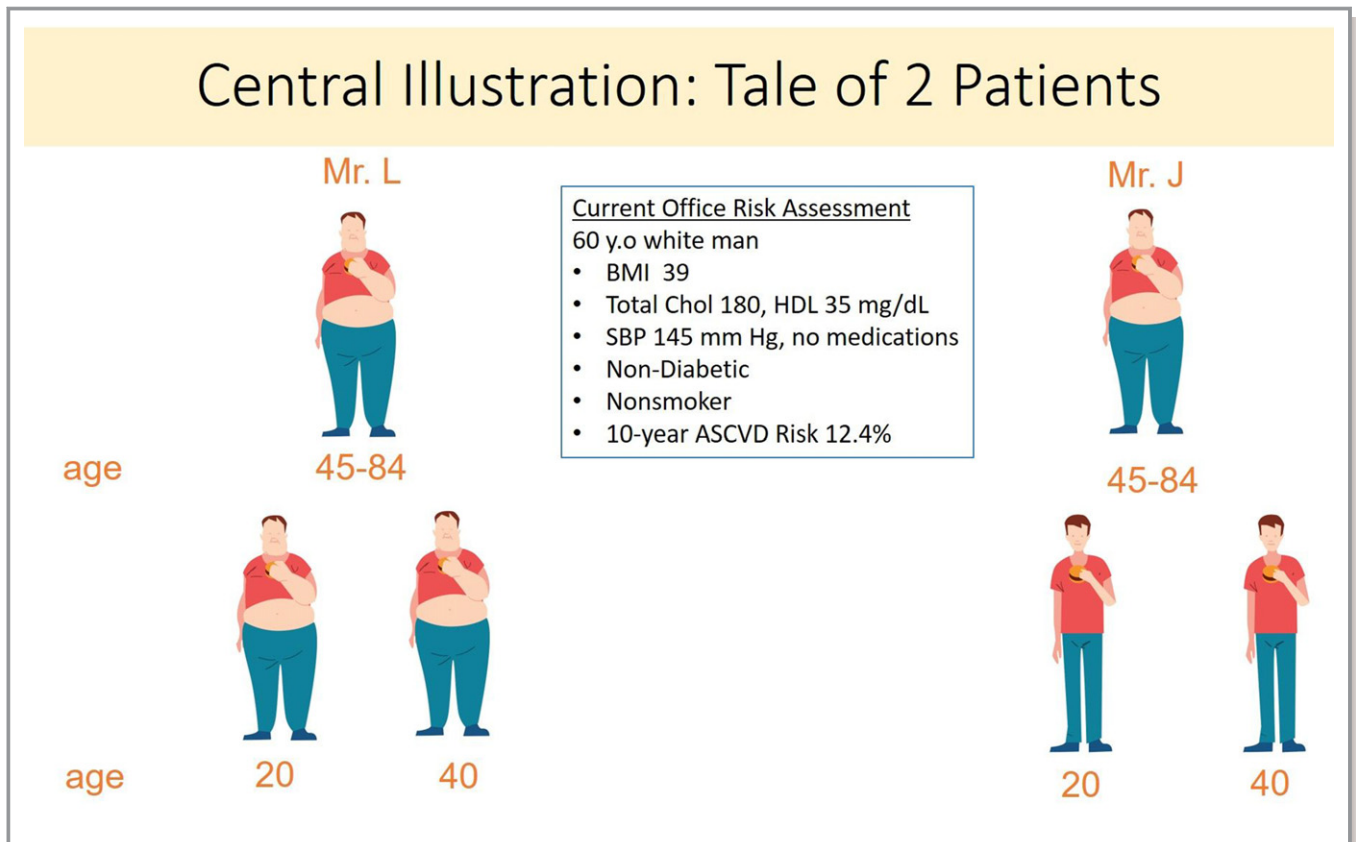 Central Illustration: Tale of 2 Patients
Mr. L
Mr. J
Current Office Risk Assessment
60 y.o white man
• BMI 39
• Total Chol 180, HDL 35 mg/dL
• SBP 145 mm Hg, no medications
• Non-Diabetic
• Nonsmoker
• 10-year ASCVD Risk 12.4%
age 45-84 45-84
age 20 40 20 40